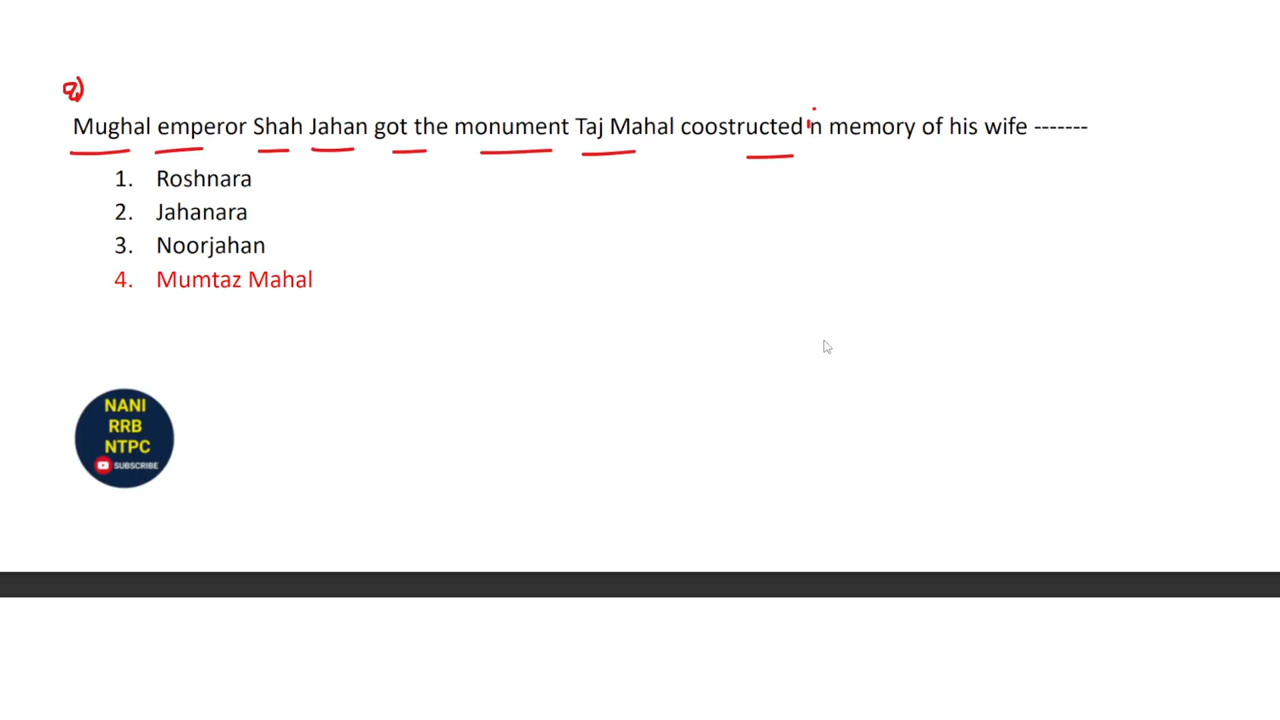 Q)
Mughal emperor Shah Jahan got the monument Taj Mahal coostructed in memory of his wife -------
1. Roshnara
2. Jahanara
3. Noorjahan
4. Mumtaz Mahal
NANI
RRB
NTPC
SUBSCRIBE